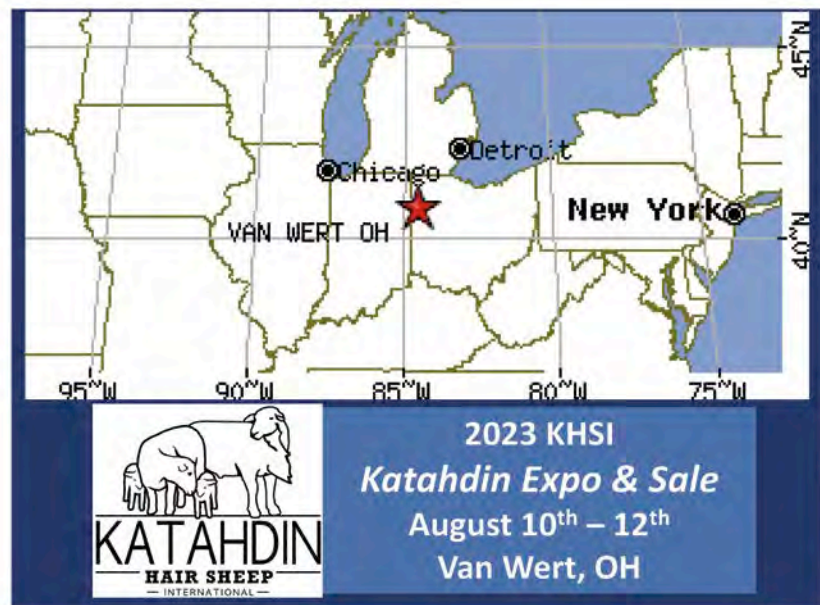 45°N
Detroit
Chicago
New York
VAN WERT OH
40°N
95°W
90°W
85°W
80°W
75°W
KATAHDIN
HAIR SHEEP
— INTERNATIONAL —
2023 KHSI
Katahdin Expo & Sale
August 10th – 12th
Van Wert, OH